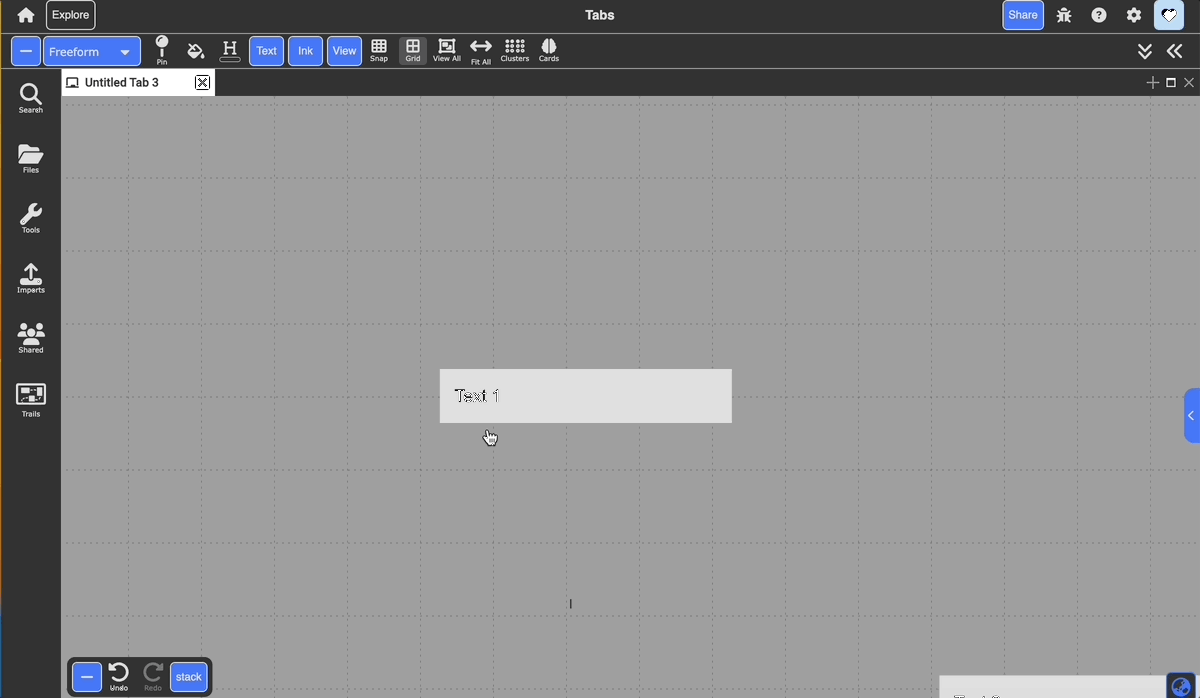 Explore
Tabs
Share
Freeform
Pin
H
Text
Ink
View
Snap
Grid
View All
Fit All
Clusters
Cards
Untitled Tab 3
Search
Files
Tools
Imports
Shared
Trails
Text 1
Undo
Redo
stack